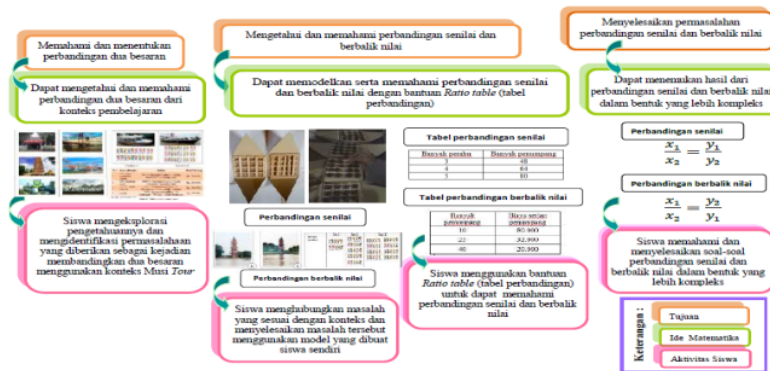 Memahami dan menentukan
perbandingan dua besaran
Dapat mengetahui dan memahami
perbandingan dua besaran dari
konteks pembelajaran
Siswa mengeksplorasi
pengetahuannya dan
mengidentifikasi permasalahaan
yang diberikan sebagai kejadian
membandingkan dua besaran
menggunakan konteks Musi Tour
Mengetahui dan memahami perbandingan senilai dan
berbalik nilai
Dapat memodelkan serta memahami perbandingan senilai
dan berbalik nilai dengan bantuan Ratio table (tabel
perbandingan)
Perbandingan senilai
Perbandingan berbalik nilai
Siswa menghubungkan masalah
yang sesuai dengan konteks dan
menyelesaikan masalah tersebut
menggunakan model yang dibuat
siswa sendiri
Tabel perbandingan senilai
Banyak perahu Banyak penumpang
3 48
4 64
5 80
Tabel perbandingan berbalik nilai
Banyak penumpang Biaya setiap penumpang
10 80.000
25 32.000
40 20.000
Siswa menggunakan bantuan
Ratio table (tabel perbandingan)
untuk dapat memahami
perbandingan senilai dan berbalik
nilai
Menyelesaikan permasalahan
perbandingan senilai dan berbalik nilai
Dapat menemukan hasil dari
perbandingan senilai dan berbalik nilai
dalam bentuk yang lebih kompleks
Perbandingan senilai
x₁/x₂ = y₁/y₂
Perbandingan berbalik nilai
x₁/x₂ = y₂/y₁
Siswa memahami dan
menyelesaikan soal-soal
perbandingan senilai dan
berbalik nilai dalam bentuk yang
lebih kompleks
Keterangan :
Tujuan
Ide Matematika
Aktivitas Siswa